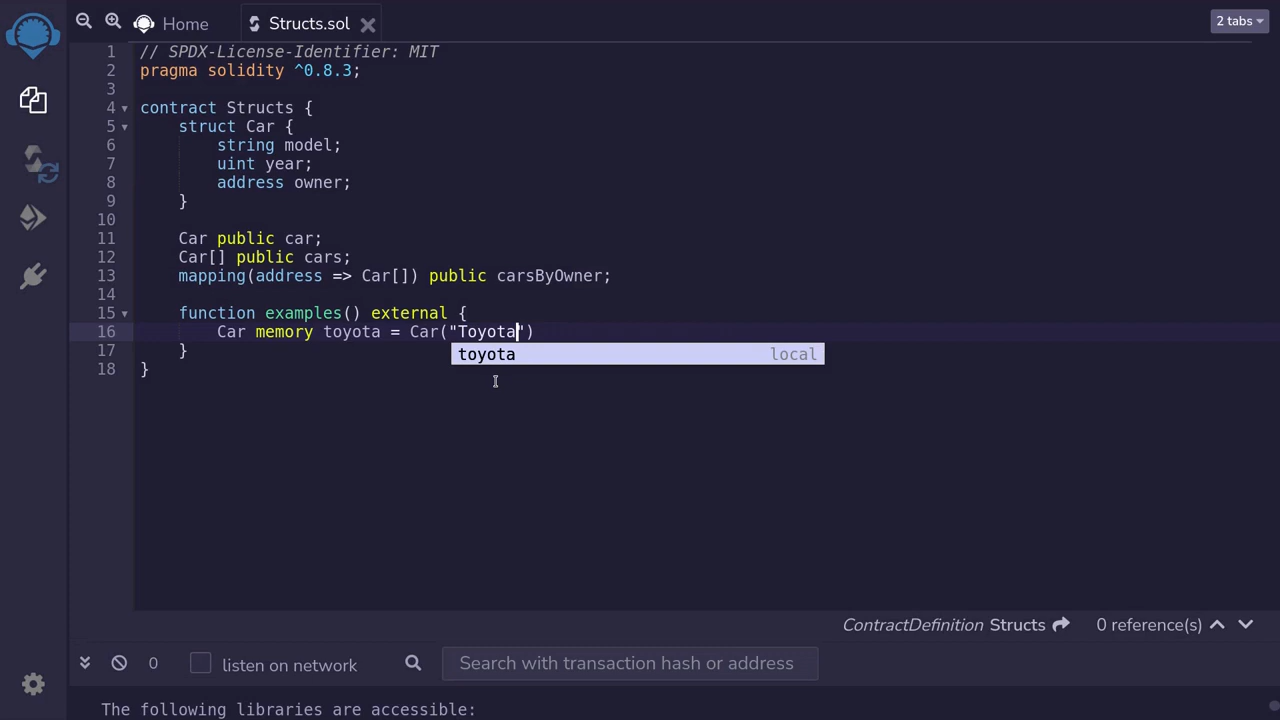 Home
Structs.sol
2 tabs
1 // SPDX-License-Identifier: MIT
2 pragma solidity ^0.8.3;
3
4 contract Structs {
5     struct Car {
6         string model;
7         uint year;
8         address owner;
9     }
10
11     Car public car;
12     Car[] public cars;
13     mapping(address => Car[]) public carsByOwner;
14
15     function examples() external {
16         Car memory toyota = Car("Toyota")
toyota local
17     }
18 }
ContractDefinition Structs 0 reference(s)
0 listen on network Search with transaction hash or address
The following libraries are accessible: